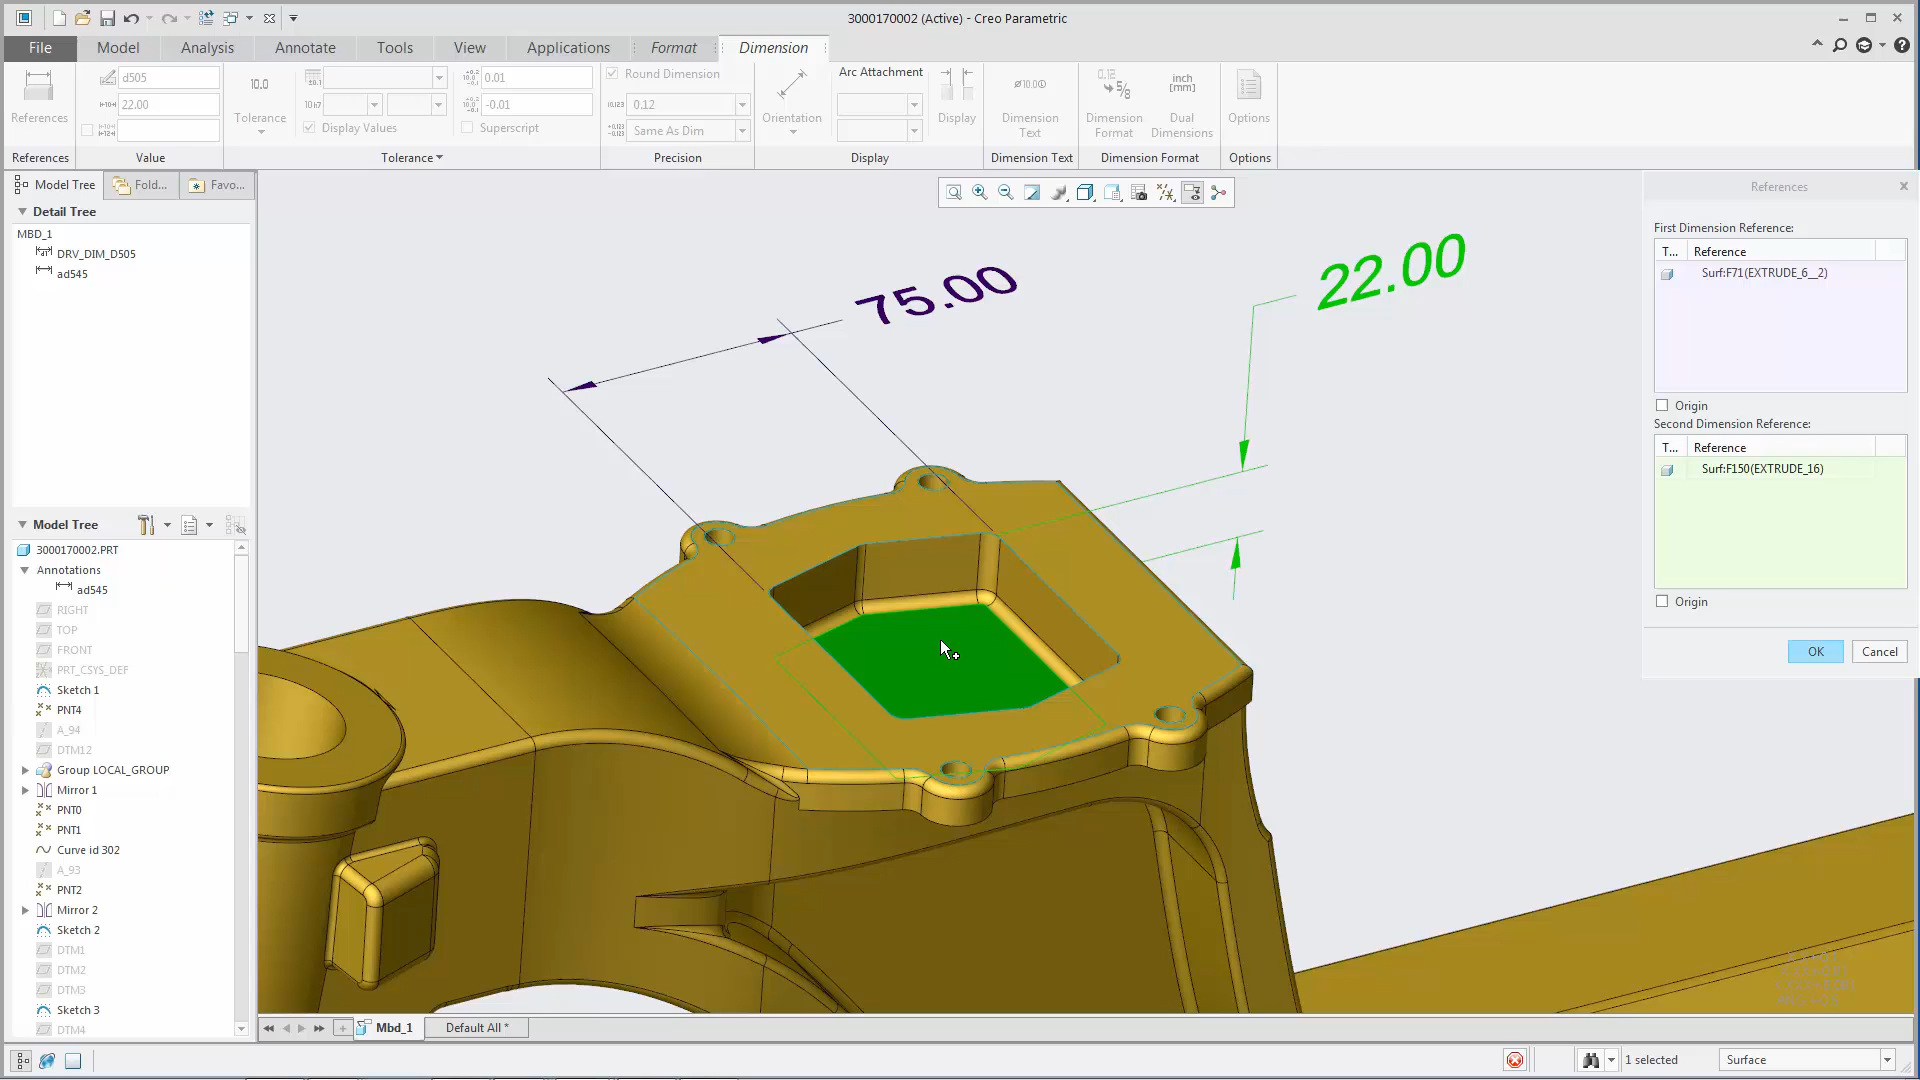 3000170002 (Active) - Creo Parametric
File Model Analysis Annotate Tools View Applications Format Dimension
References
d505
22.00
10.0
Tolerance
10h7
Display Values
0.01
-0.01
Superscript
Round Dimension
0.12
Same As Dim
Orientation
Arc Attachment
Display
Ø10.00
Dimension Text
Dimension Format
inch [mm]
Dual Dimensions
Options
References Value Tolerance Precision Display Dimension Text Dimension Format Options
Model Tree Fold... Favo...
Detail Tree
MBD_1
DRV_DIM_D505
ad545
Model Tree
3000170002.PRT
Annotations
ad545
RIGHT
TOP
FRONT
PRT_CSYS_DEF
Sketch 1
PNT4
A_94
DTM12
Group LOCAL_GROUP
Mirror 1
PNT0
PNT1
Curve id 302
A_93
PNT2
Mirror 2
Sketch 2
DTM1
DTM2
DTM3
Sketch 3
DTM4
75.00
22.00
References
First Dimension Reference:
T... Reference
Surf:F71(EXTRUDE_6__2)
Origin
Second Dimension Reference:
T... Reference
Surf:F150(EXTRUDE_16)
Origin
OK Cancel
Mbd_1 Default All *
1 selected Surface